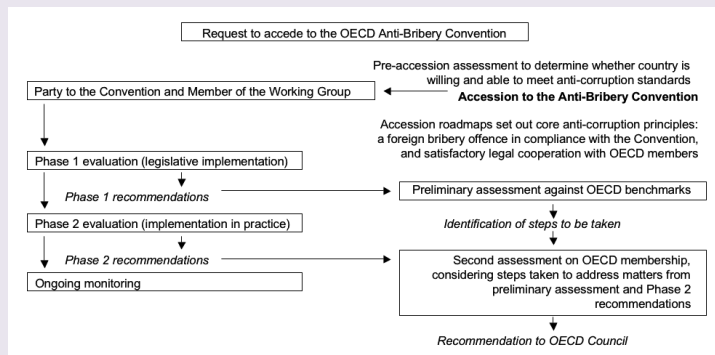 Request to accede to the OECD Anti-Bribery Convention
Pre-accession assessment to determine whether country is
willing and able to meet anti-corruption standards
Party to the Convention and Member of the Working Group
Accession to the Anti-Bribery Convention
Accession roadmaps set out core anti-corruption principles:
a foreign bribery offence in compliance with the Convention,
and satisfactory legal cooperation with OECD members
Phase 1 evaluation (legislative implementation)
Phase 1 recommendations
Preliminary assessment against OECD benchmarks
Phase 2 evaluation (implementation in practice)
Identification of steps to be taken
Phase 2 recommendations
Second assessment on OECD membership,
considering steps taken to address matters from
preliminary assessment and Phase 2
recommendations
Ongoing monitoring
Recommendation to OECD Council